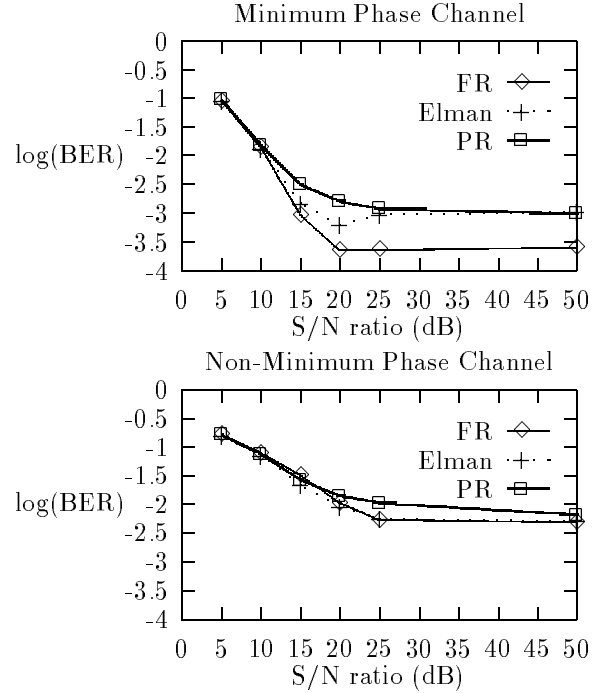 Minimum Phase Channel
0
-0.5
-1
-1.5
-2
-2.5
-3
-3.5
-4
log(BER)
FR
Elman
PR
0 5 10 15 20 25 30 35 40 45 50
S/N ratio (dB)
Non-Minimum Phase Channel
0
-0.5
-1
-1.5
-2
-2.5
-3
-3.5
-4
log(BER)
FR
Elman
PR
0 5 10 15 20 25 30 35 40 45 50
S/N ratio (dB)